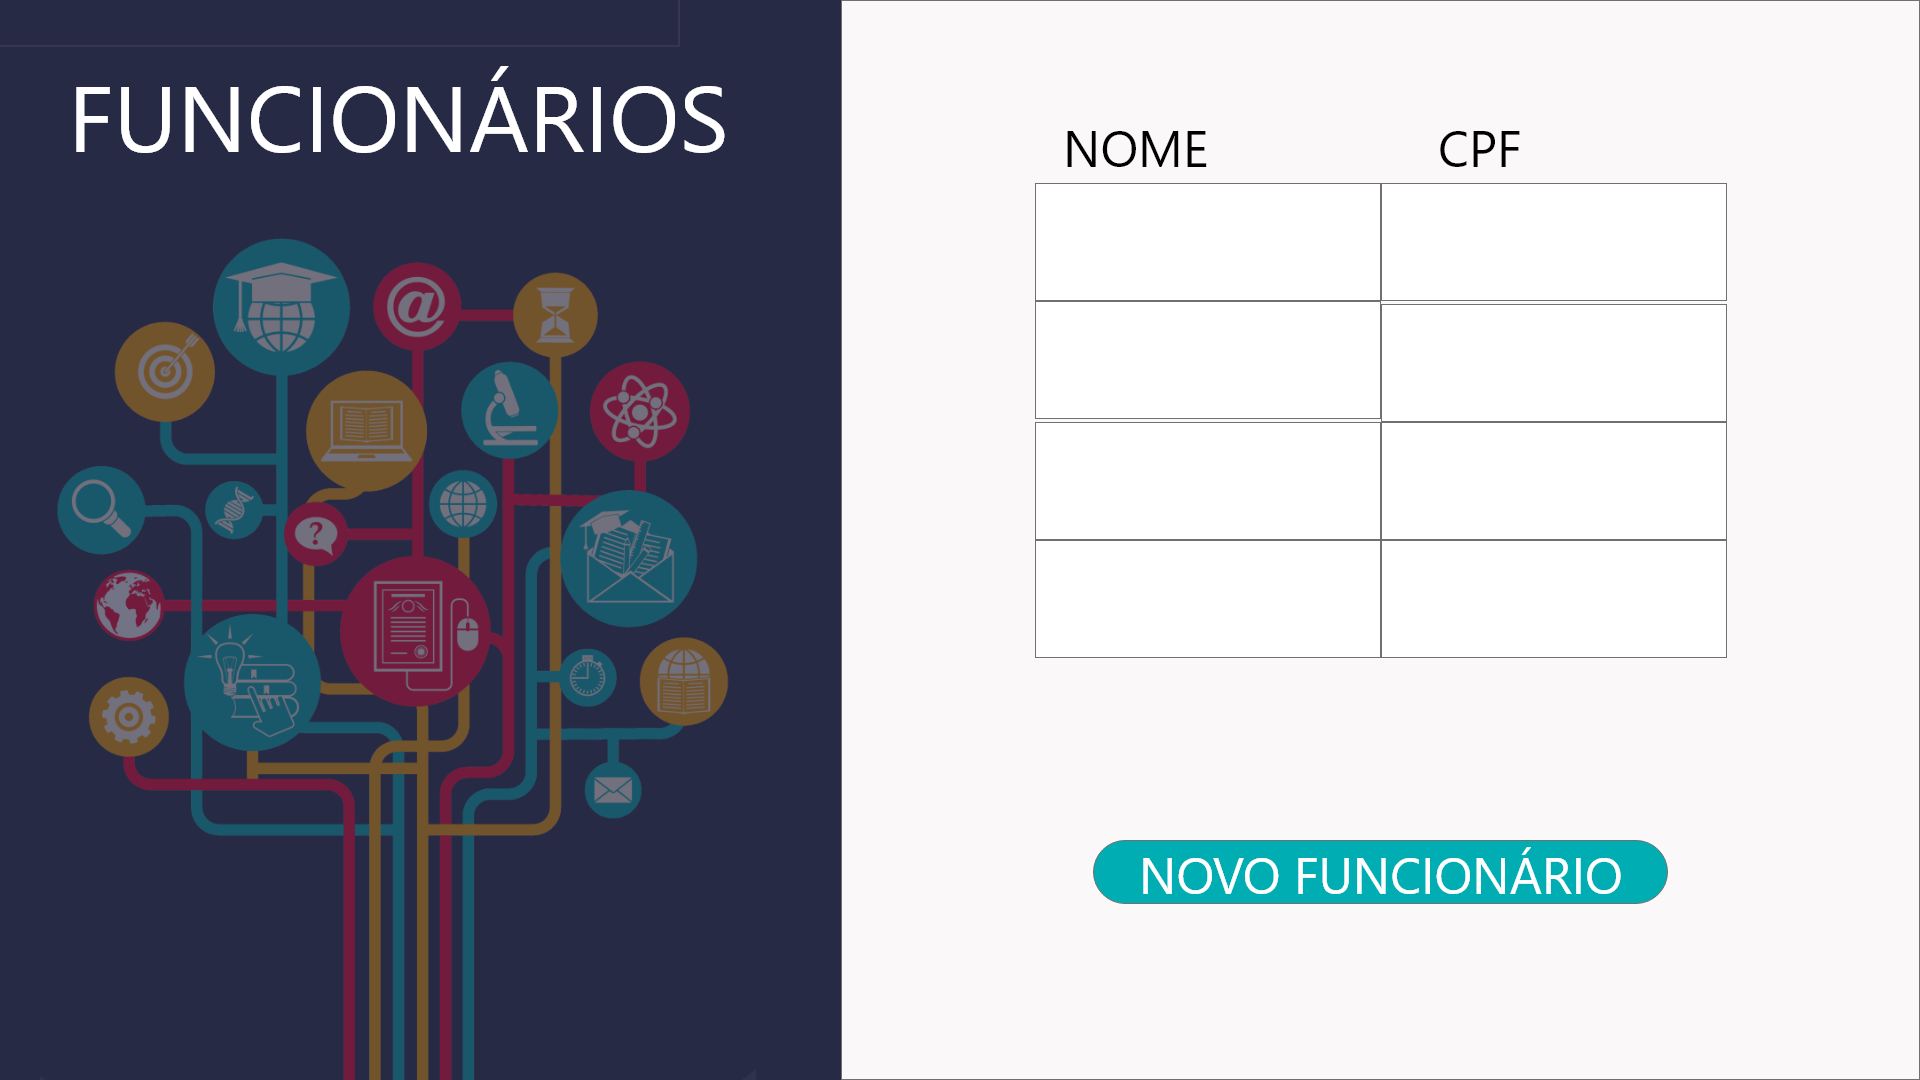 FUNCIONÁRIOS
NOME CPF
@
?
NOVO FUNCIONÁRIO